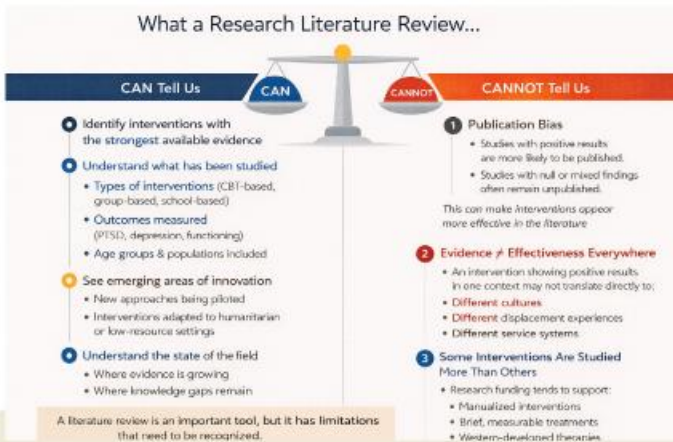 What a Research Literature Review...
CAN Tell Us
CAN
Identify interventions with
the strongest available evidence
Understand what has been studied
• Types of interventions (CBT-based,
group-based, school-based)
• Outcomes measured
(PTSD, depression, functioning)
• Age groups & populations included
See emerging areas of innovation
• New approaches being piloted
• Interventions adapted to humanitarian
or low-resource settings
Understand the state of the field
• Where evidence is growing
• Where knowledge gaps remain
CANNOT
CANNOT Tell Us
1 Publication Bias
• Studies with positive results
are more likely to be published.
• Studies with null or mixed findings
often remain unpublished.
This can make interventions appear
more effective in the literature
2 Evidence ≠ Effectiveness Everywhere
• An intervention showing positive results
in one context may not translate directly to:
• Different cultures
• Different displacement experiences
• Different service systems
3 Some Interventions Are Studied
More Than Others
• Research funding tends to support:
• Manualized interventions
• Brief, measurable treatments
• Western-developed therapies
A literature review is an important tool, but it has limitations
that need to be recognized.